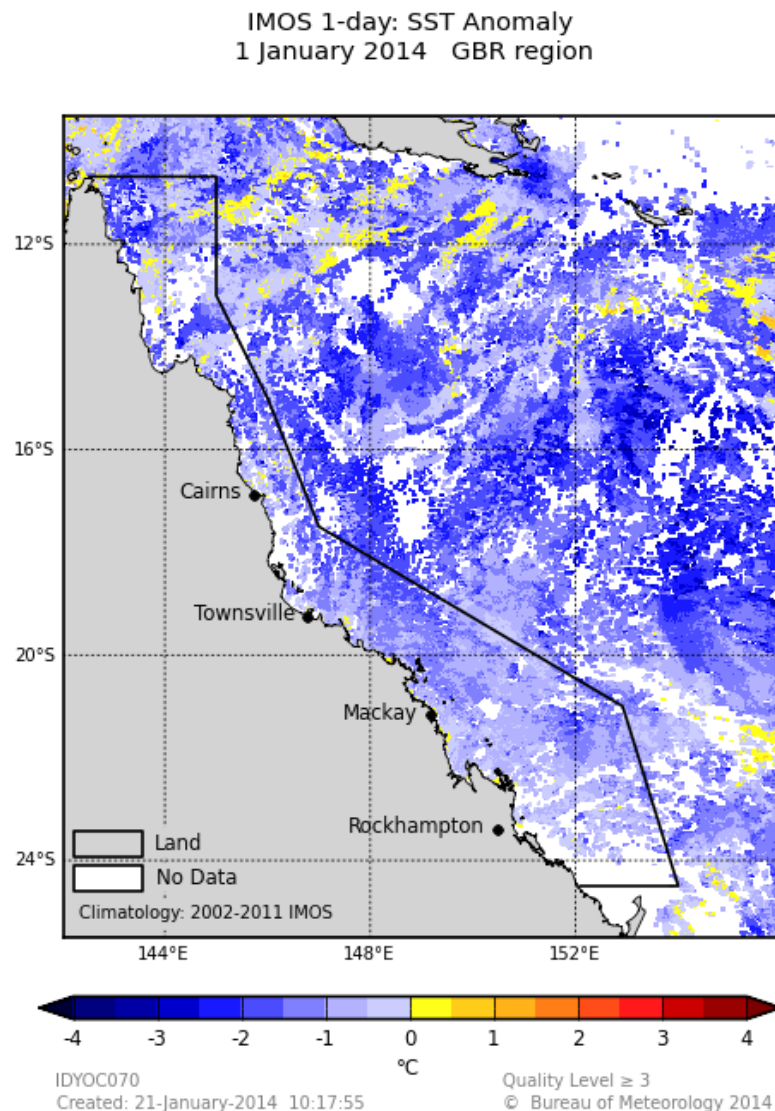 IMOS 1-day: SST Anomaly
1 January 2014   GBR region
12°S
16°S
Cairns
Townsville
20°S
Mackay
Rockhampton
Land
24°S
No Data
Climatology: 2002-2011 IMOS
144°E 148°E 152°E
-4 -3 -2 -1 0 1 2 3 4
°C
IDYOC070 Quality Level ≥ 3
Created: 21-January-2014 10:17:55 © Bureau of Meteorology 2014